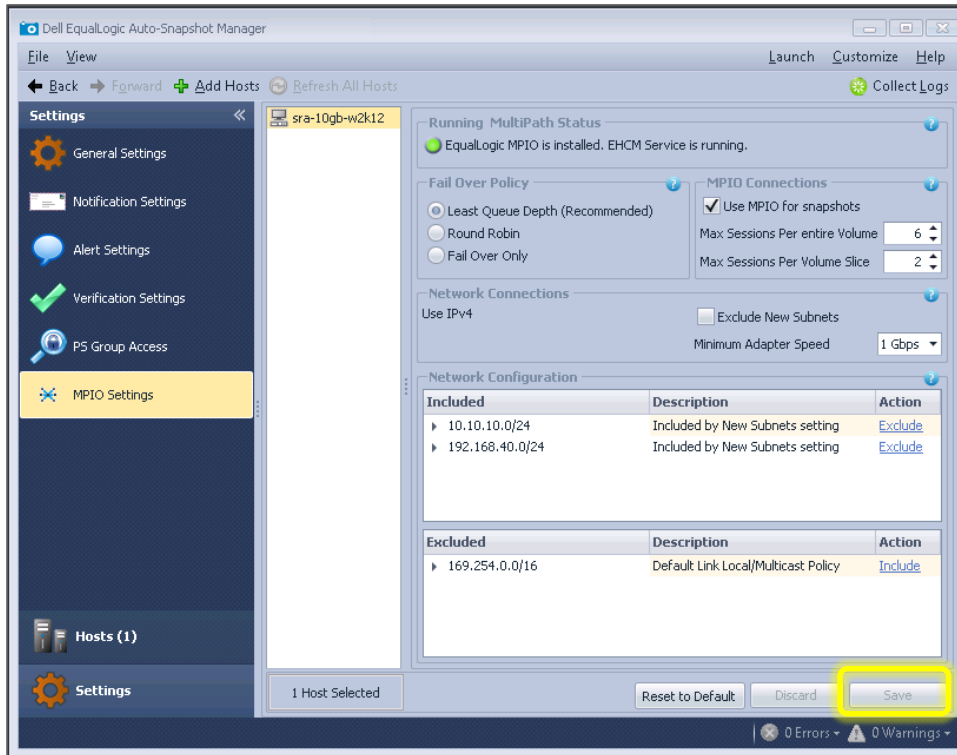 Dell EqualLogic Auto-Snapshot Manager
File View Launch Customize Help
Back Forward Add Hosts Refresh All Hosts Collect Logs
Settings
General Settings
Notification Settings
Alert Settings
Verification Settings
PS Group Access
MPIO Settings
Hosts (1)
Settings
sra-10gb-w2k12
1 Host Selected
Running MultiPath Status
EqualLogic MPIO is installed. EHCM Service is running.
Fail Over Policy
Least Queue Depth (Recommended)
Round Robin
Fail Over Only
MPIO Connections
Use MPIO for snapshots
Max Sessions Per entire Volume 6
Max Sessions Per Volume Slice 2
Network Connections
Use IPv4
Exclude New Subnets
Minimum Adapter Speed 1 Gbps
Network Configuration
Included Description Action
10.10.10.0/24 Included by New Subnets setting Exclude
192.168.40.0/24 Included by New Subnets setting Exclude
Excluded Description Action
169.254.0.0/16 Default Link Local/Multicast Policy Include
Reset to Default Discard Save
0 Errors 0 Warnings